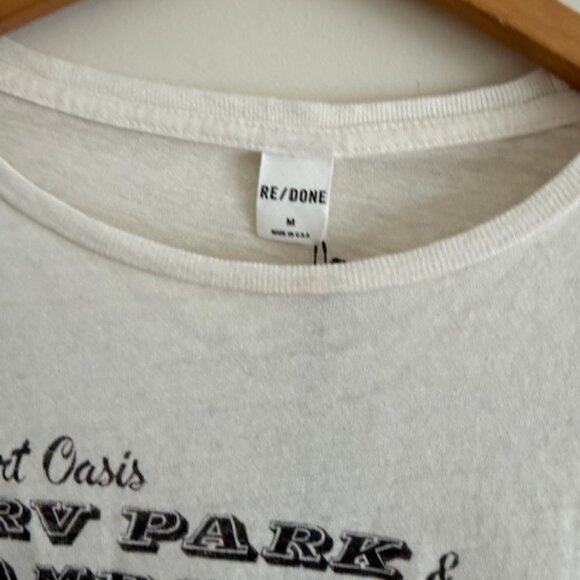 RE/DONE
M
MADE IN U.S.A.
rt Oasis
RV PARK &